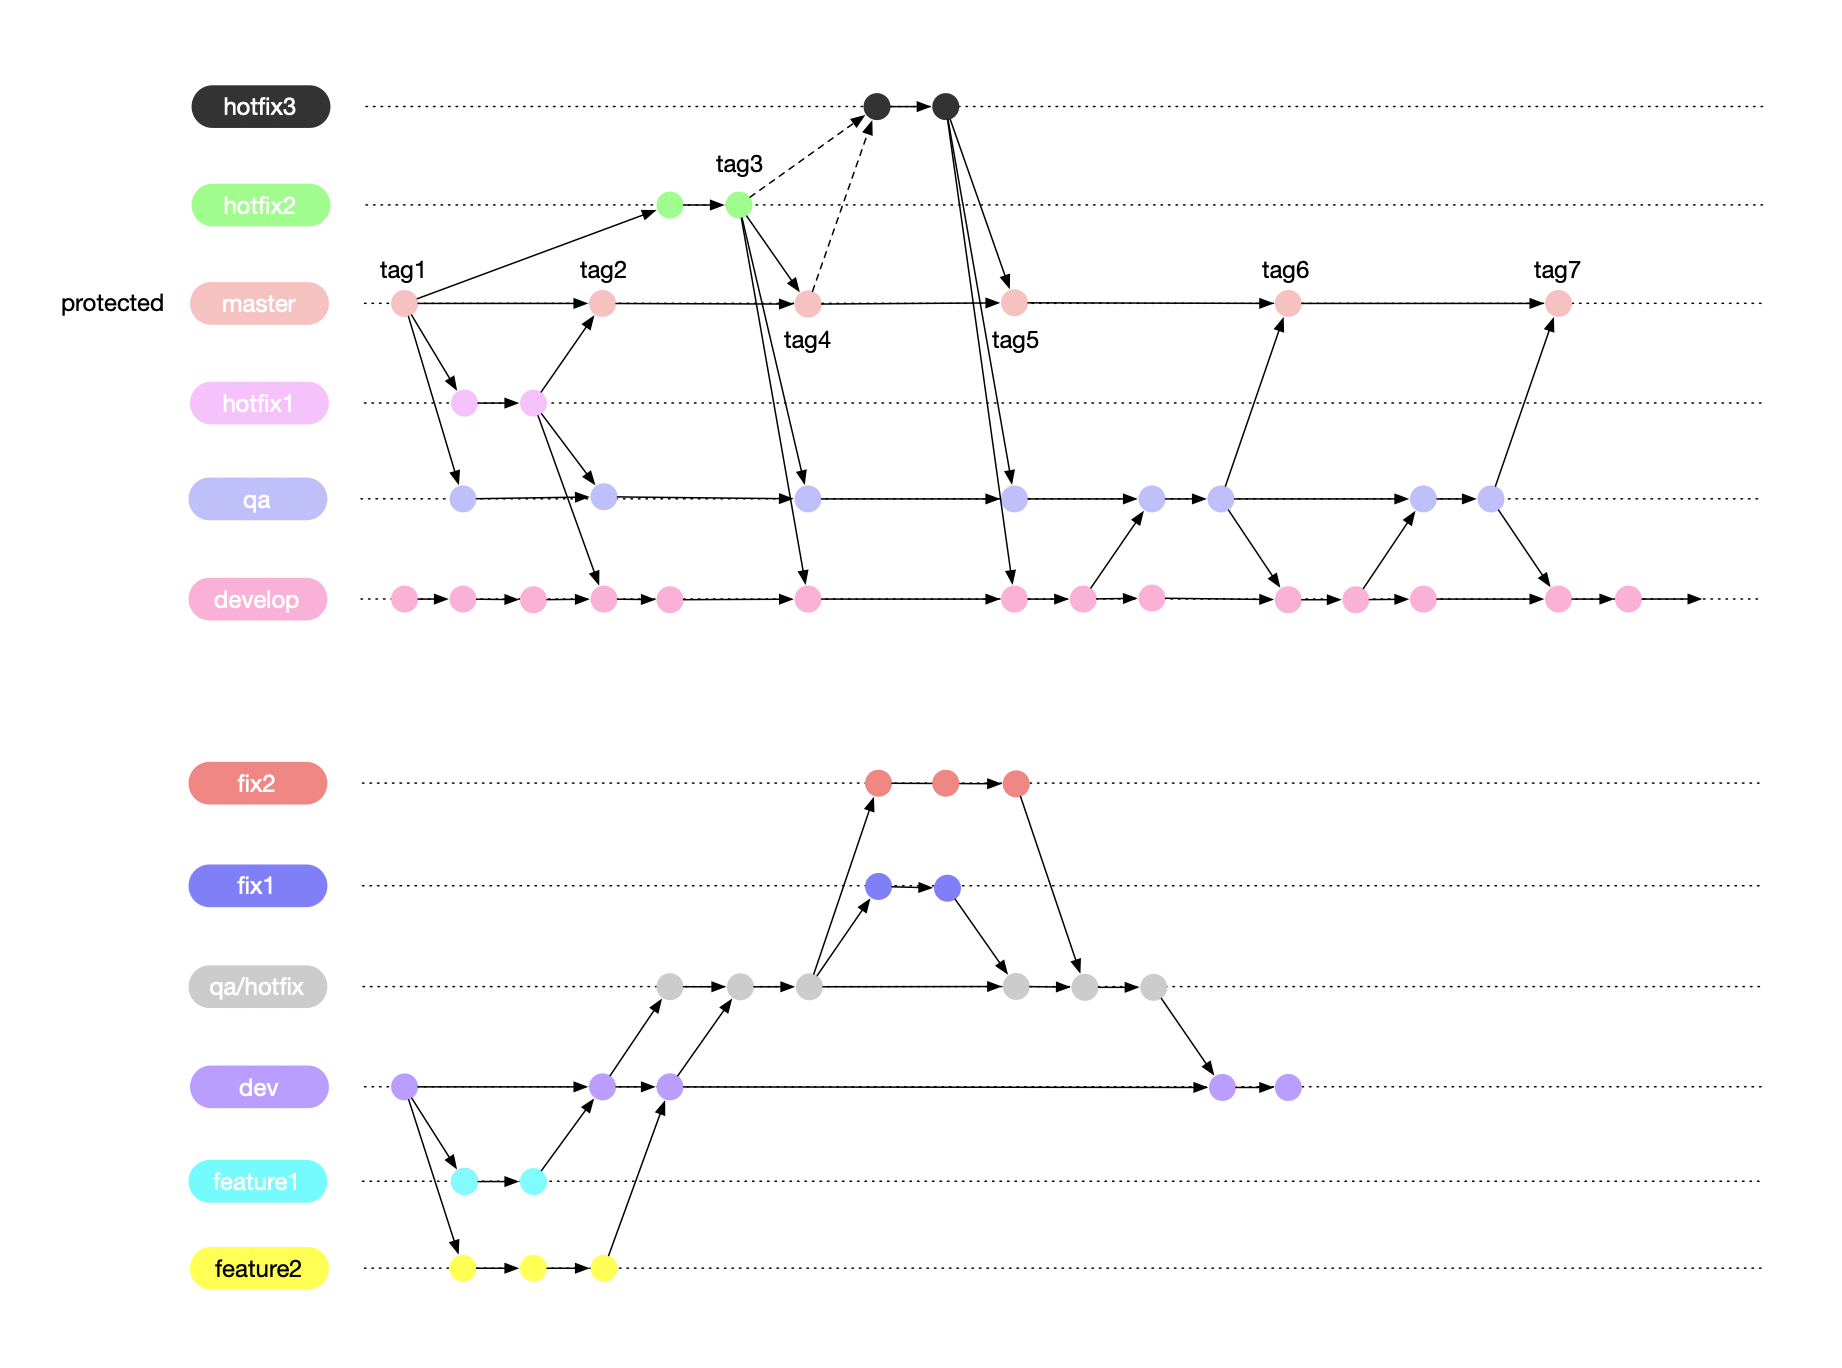 hotfix3
tag3
hotfix2
tag1
tag2
tag6
tag7
protected
master
tag4
tag5
hotfix1
qa
develop
fix2
fix1
qa/hotfix
dev
feature1
feature2